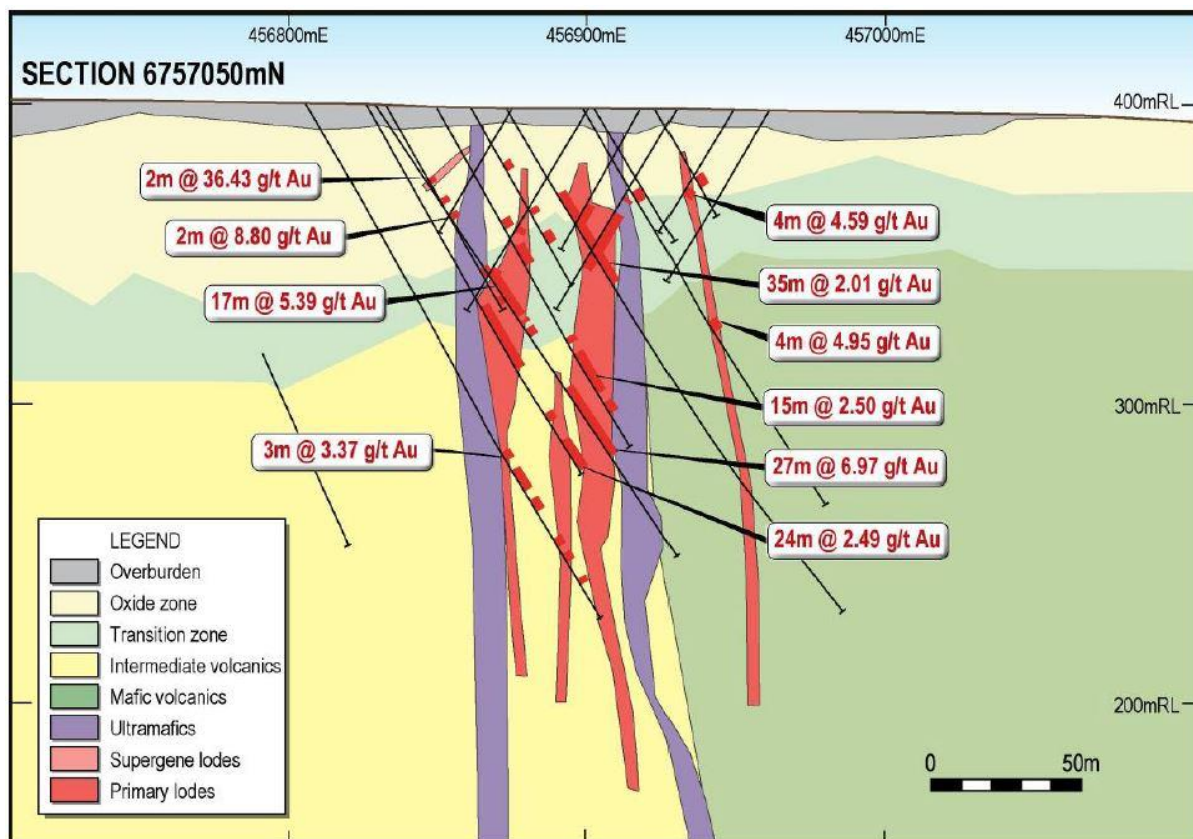 456800mE
456900mE
457000mE
SECTION 6757050mN
400mRL
2m @ 36.43 g/t Au
2m @ 8.80 g/t Au
17m @ 5.39 g/t Au
3m @ 3.37 g/t Au
4m @ 4.59 g/t Au
35m @ 2.01 g/t Au
4m @ 4.95 g/t Au
15m @ 2.50 g/t Au
27m @ 6.97 g/t Au
24m @ 2.49 g/t Au
300mRL
200mRL
LEGEND
Overburden
Oxide zone
Transition zone
Intermediate volcanics
Mafic volcanics
Ultramafics
Supergene lodes
Primary lodes
0
50m